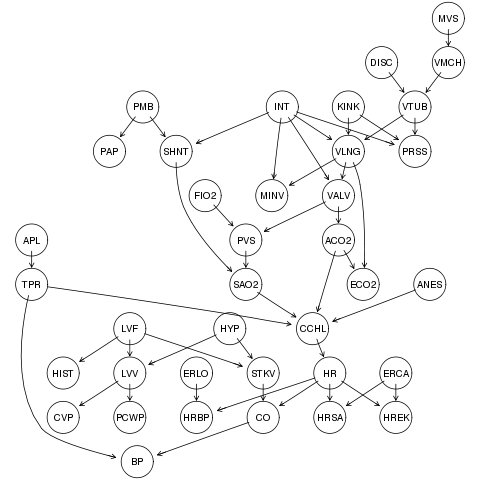 MVS
DISC VMCH
PMB INT KINK VTUB
PAP SHNT VLNG PRSS
FIO2 MINV VALV
APL PVS ACO2
TPR SAO2 ECO2 ANES
LVF HYP CCHL
HIST LVV ERLO STKV HR ERCA
CVP PCWP HRBP CO HRSA HREK
BP